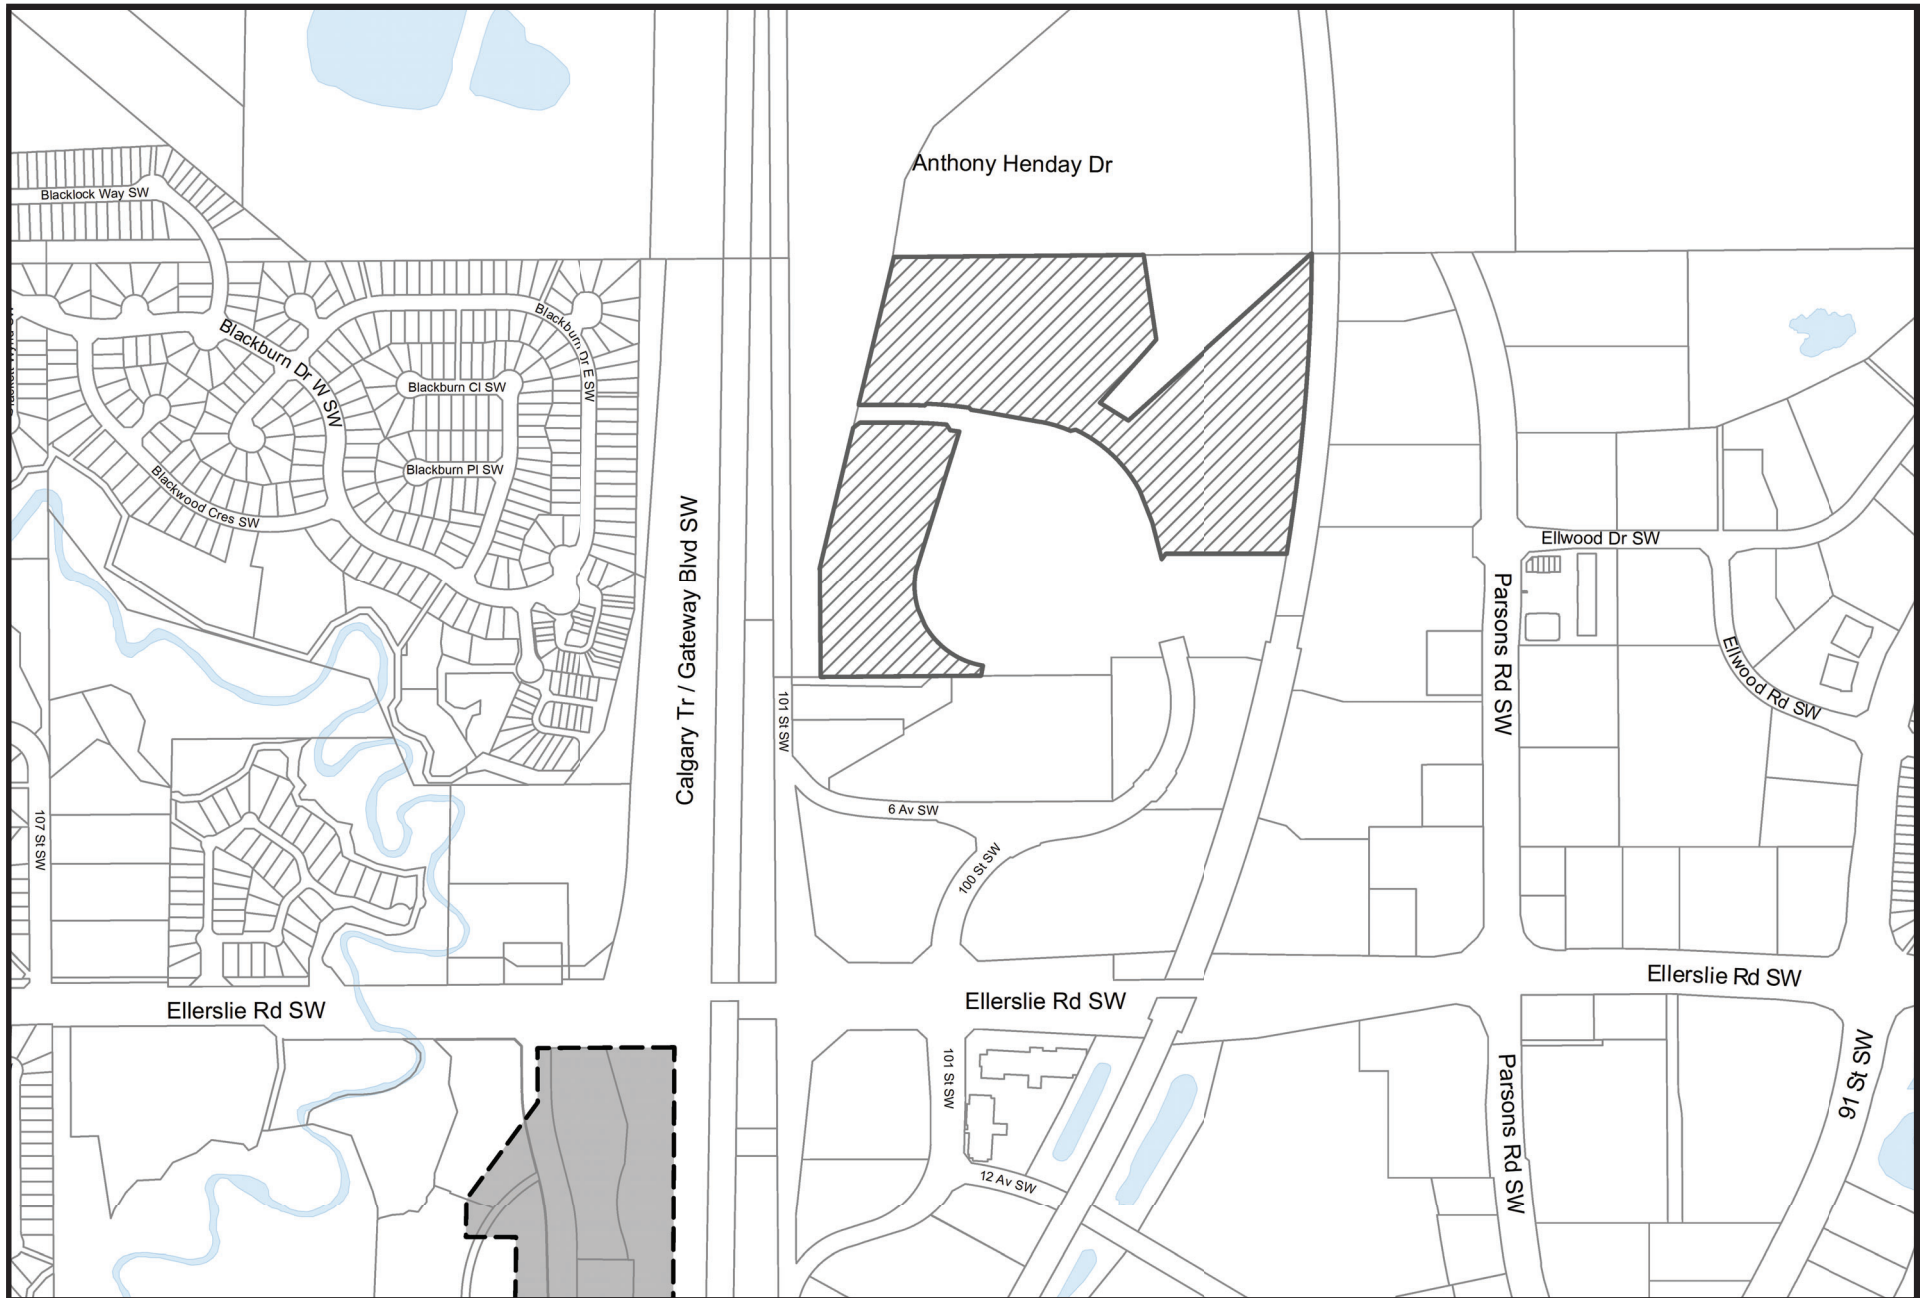 Anthony Henday Dr
Blacklock Way SW
Blackburn Dr E SW
Blackburn Dr W SW
Blackburn Cl SW
Blackburn Pl SW
Blackwood Cres SW
Calgary Tr / Gateway Blvd SW
Ellwood Dr SW
Parsons Rd SW
Ellwood Rd SW
101 St SW
107 St SW
6 Av SW
100 St SW
Ellerslie Rd SW
Ellerslie Rd SW
Ellerslie Rd SW
101 St SW
12 Av SW
Parsons Rd SW
91 St SW